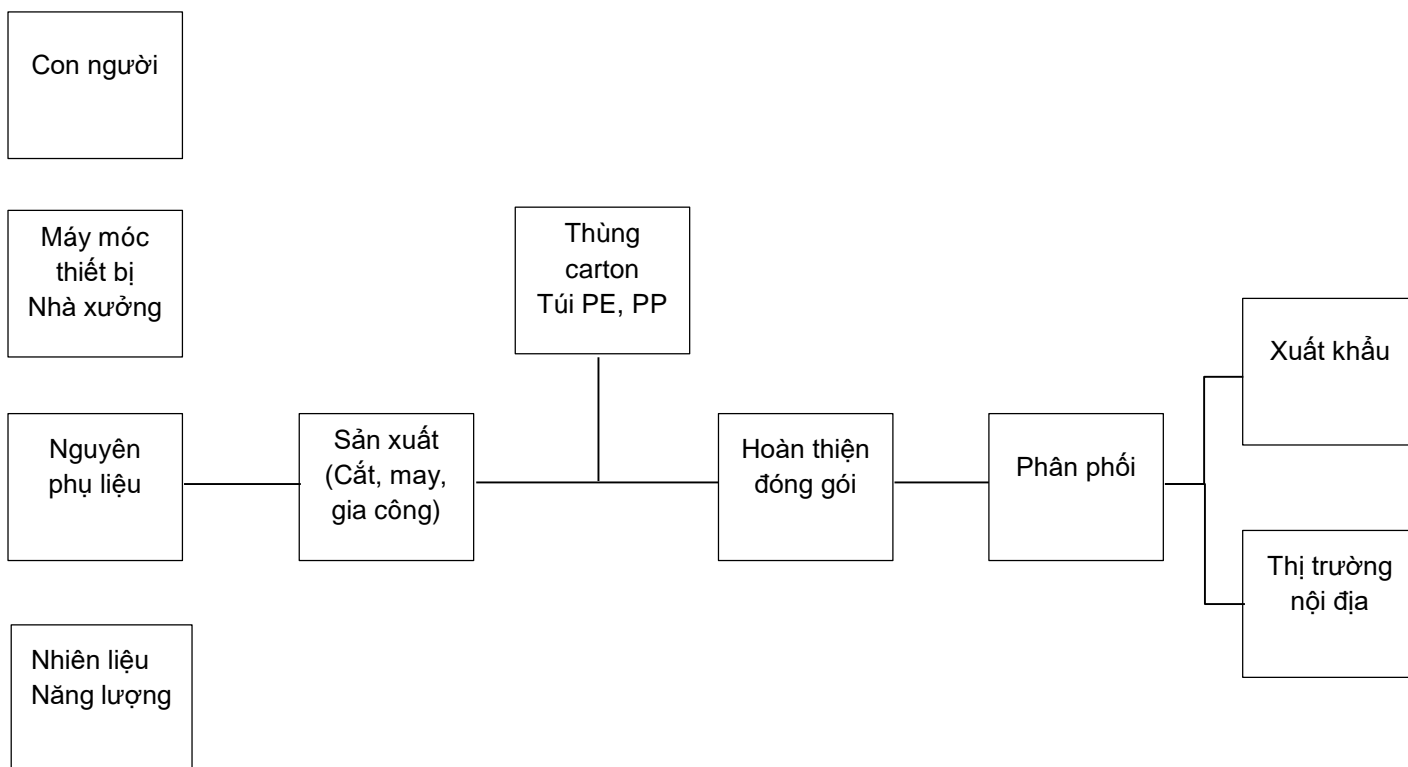 Con người
Máy móc
thiết bị
Nhà xưởng
Thùng
carton
Túi PE, PP
Xuất khẩu
Nguyên
phụ liệu
Sản xuất
(Cắt, may,
gia công)
Hoàn thiện
đóng gói
Phân phối
Thị trường
nội địa
Nhiên liệu
Năng lượng